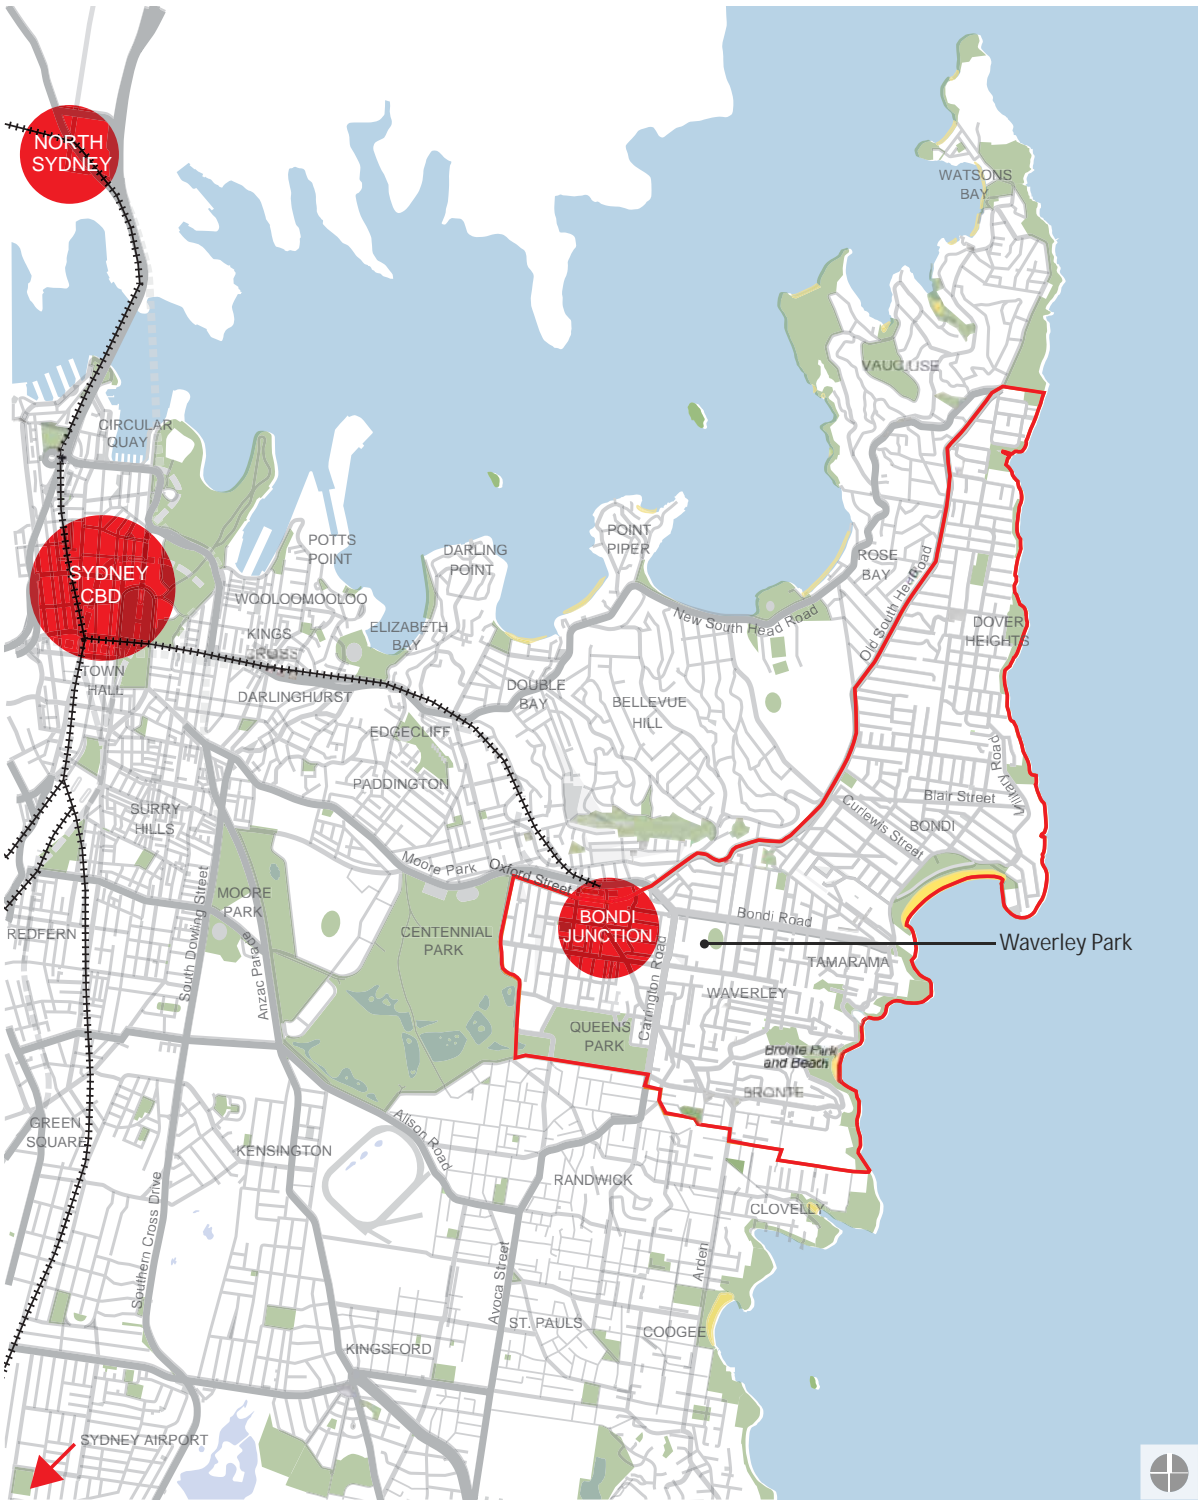 NORTH
SYDNEY
WATSONS
BAY
VAUCLUSE
CIRCULAR
QUAY
POTTS
POINT
DARLING
POINT
POINT
PIPER
ROSE
BAY
Old South Head Road
SYDNEY
CBD
WOOLOOMOOLOO
New South Head Road
KINGS
CROSS
ELIZABETH
BAY
DOVER
HEIGHTS
TOWN
HALL
DARLINGHURST
DOUBLE
BAY
BELLEVUE
HILL
EDGECLIFF
PADDINGTON
Military Road
Blair Street
SURRY
HILLS
Curlewis Street
BONDI
Moore Park
Oxford Street
MOORE
PARK
South Dowling Street
BONDI
JUNCTION
Bondi Road
REDFERN
CENTENNIAL
PARK
Waverley Park
Anzac Parade
TAMARAMA
Carrington Road
WAVERLEY
QUEENS
PARK
Bronte Park
and Beach
BRONTE
GREEN
SQUARE
KENSINGTON
Alison Road
RANDWICK
CLOVELLY
Southern Cross Drive
Avoca Street
Arden
ST. PAULS
COOGEE
KINGSFORD
SYDNEY AIRPORT